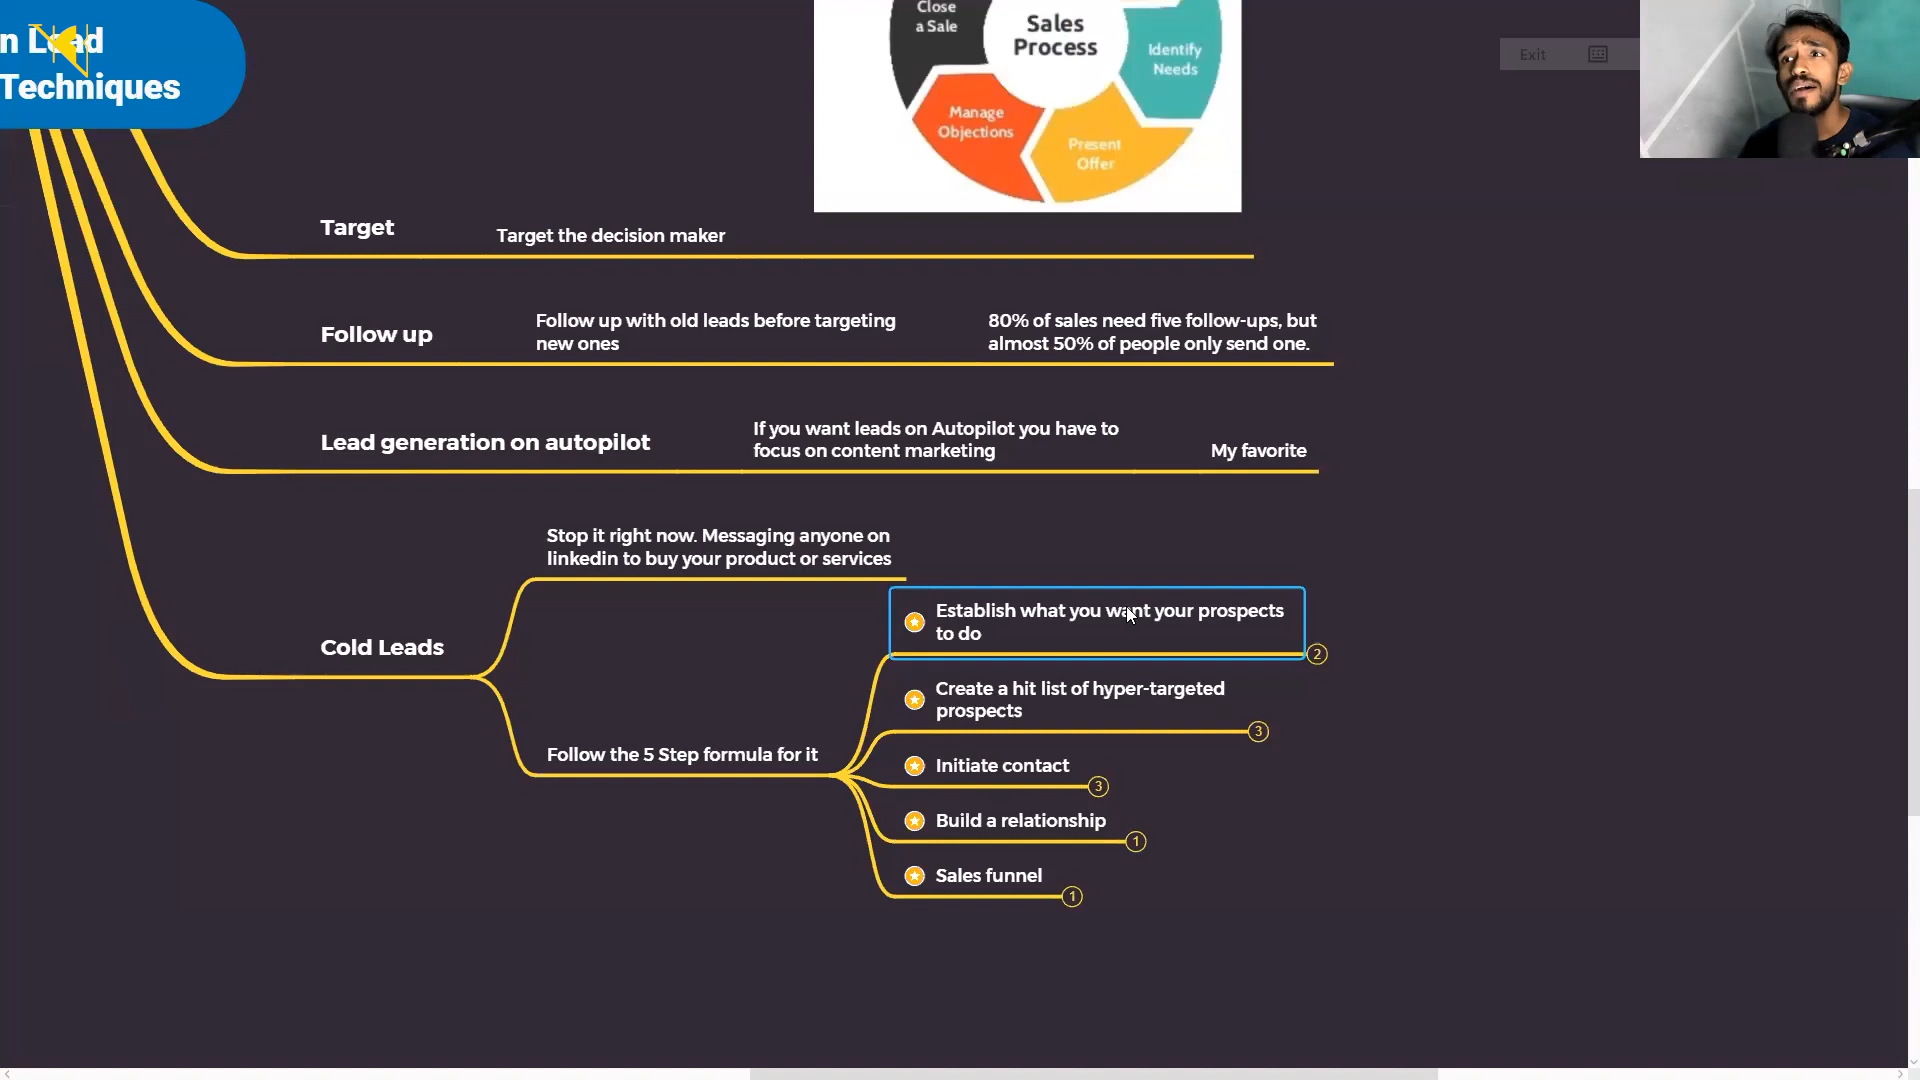 n Lead
Techniques
Close
a Sale
Sales
Process
Identify
Needs
Manage
Objections
Present
Offer
Exit
Target
Target the decision maker
Follow up
Follow up with old leads before targeting
new ones
80% of sales need five follow-ups, but
almost 50% of people only send one.
Lead generation on autopilot
If you want leads on Autopilot you have to
focus on content marketing
My favorite
Cold Leads
Stop it right now. Messaging anyone on
linkedin to buy your product or services
Follow the 5 Step formula for it
Establish what you want your prospects
to do
2
Create a hit list of hyper-targeted
prospects
3
Initiate contact
3
Build a relationship
1
Sales funnel
1